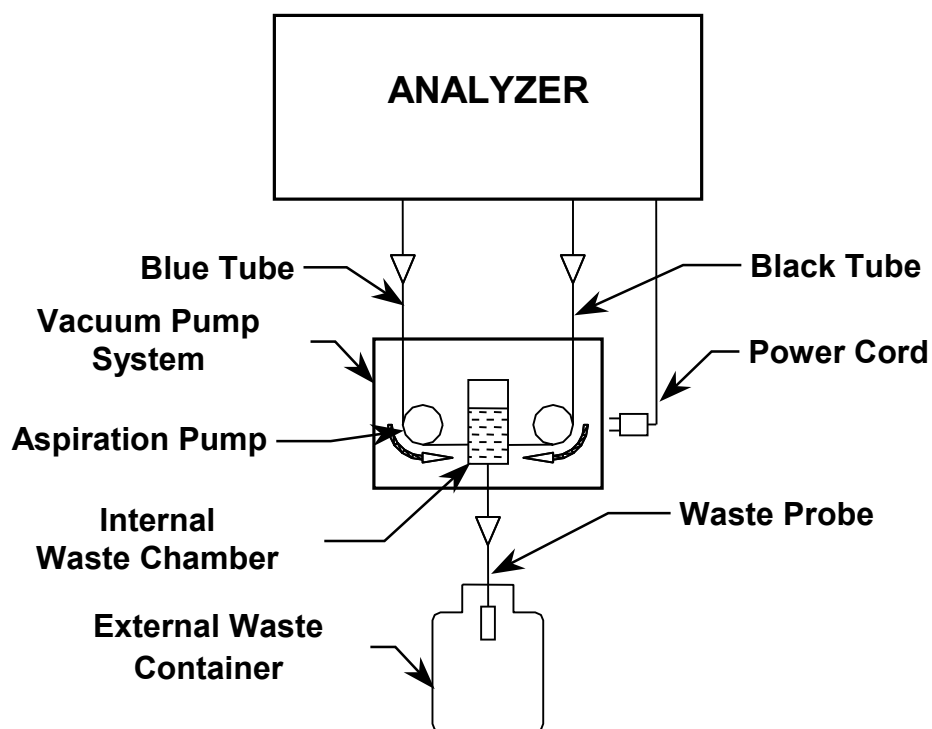 ANALYZER
Blue Tube
Black Tube
Vacuum Pump
System
Power Cord
Aspiration Pump
Internal
Waste Chamber
Waste Probe
External Waste
Container